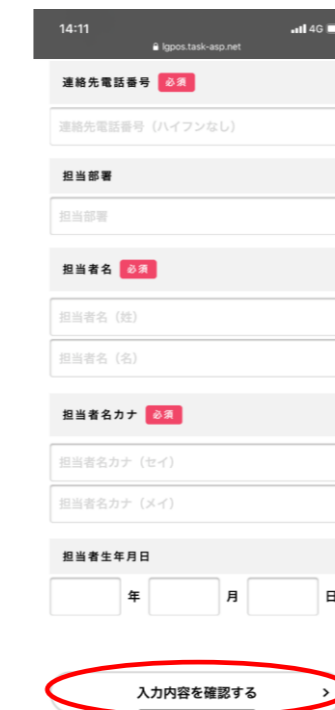 14:11
4G
lgpos.task-asp.net
連絡先電話番号 必須
連絡先電話番号（ハイフンなし）
担当部署
担当部署
担当者名 必須
担当者名（姓）
担当者名（名）
担当者名カナ 必須
担当者名カナ（セイ）
担当者名カナ（メイ）
担当者生年月日
年 月 日
入力内容を確認する >